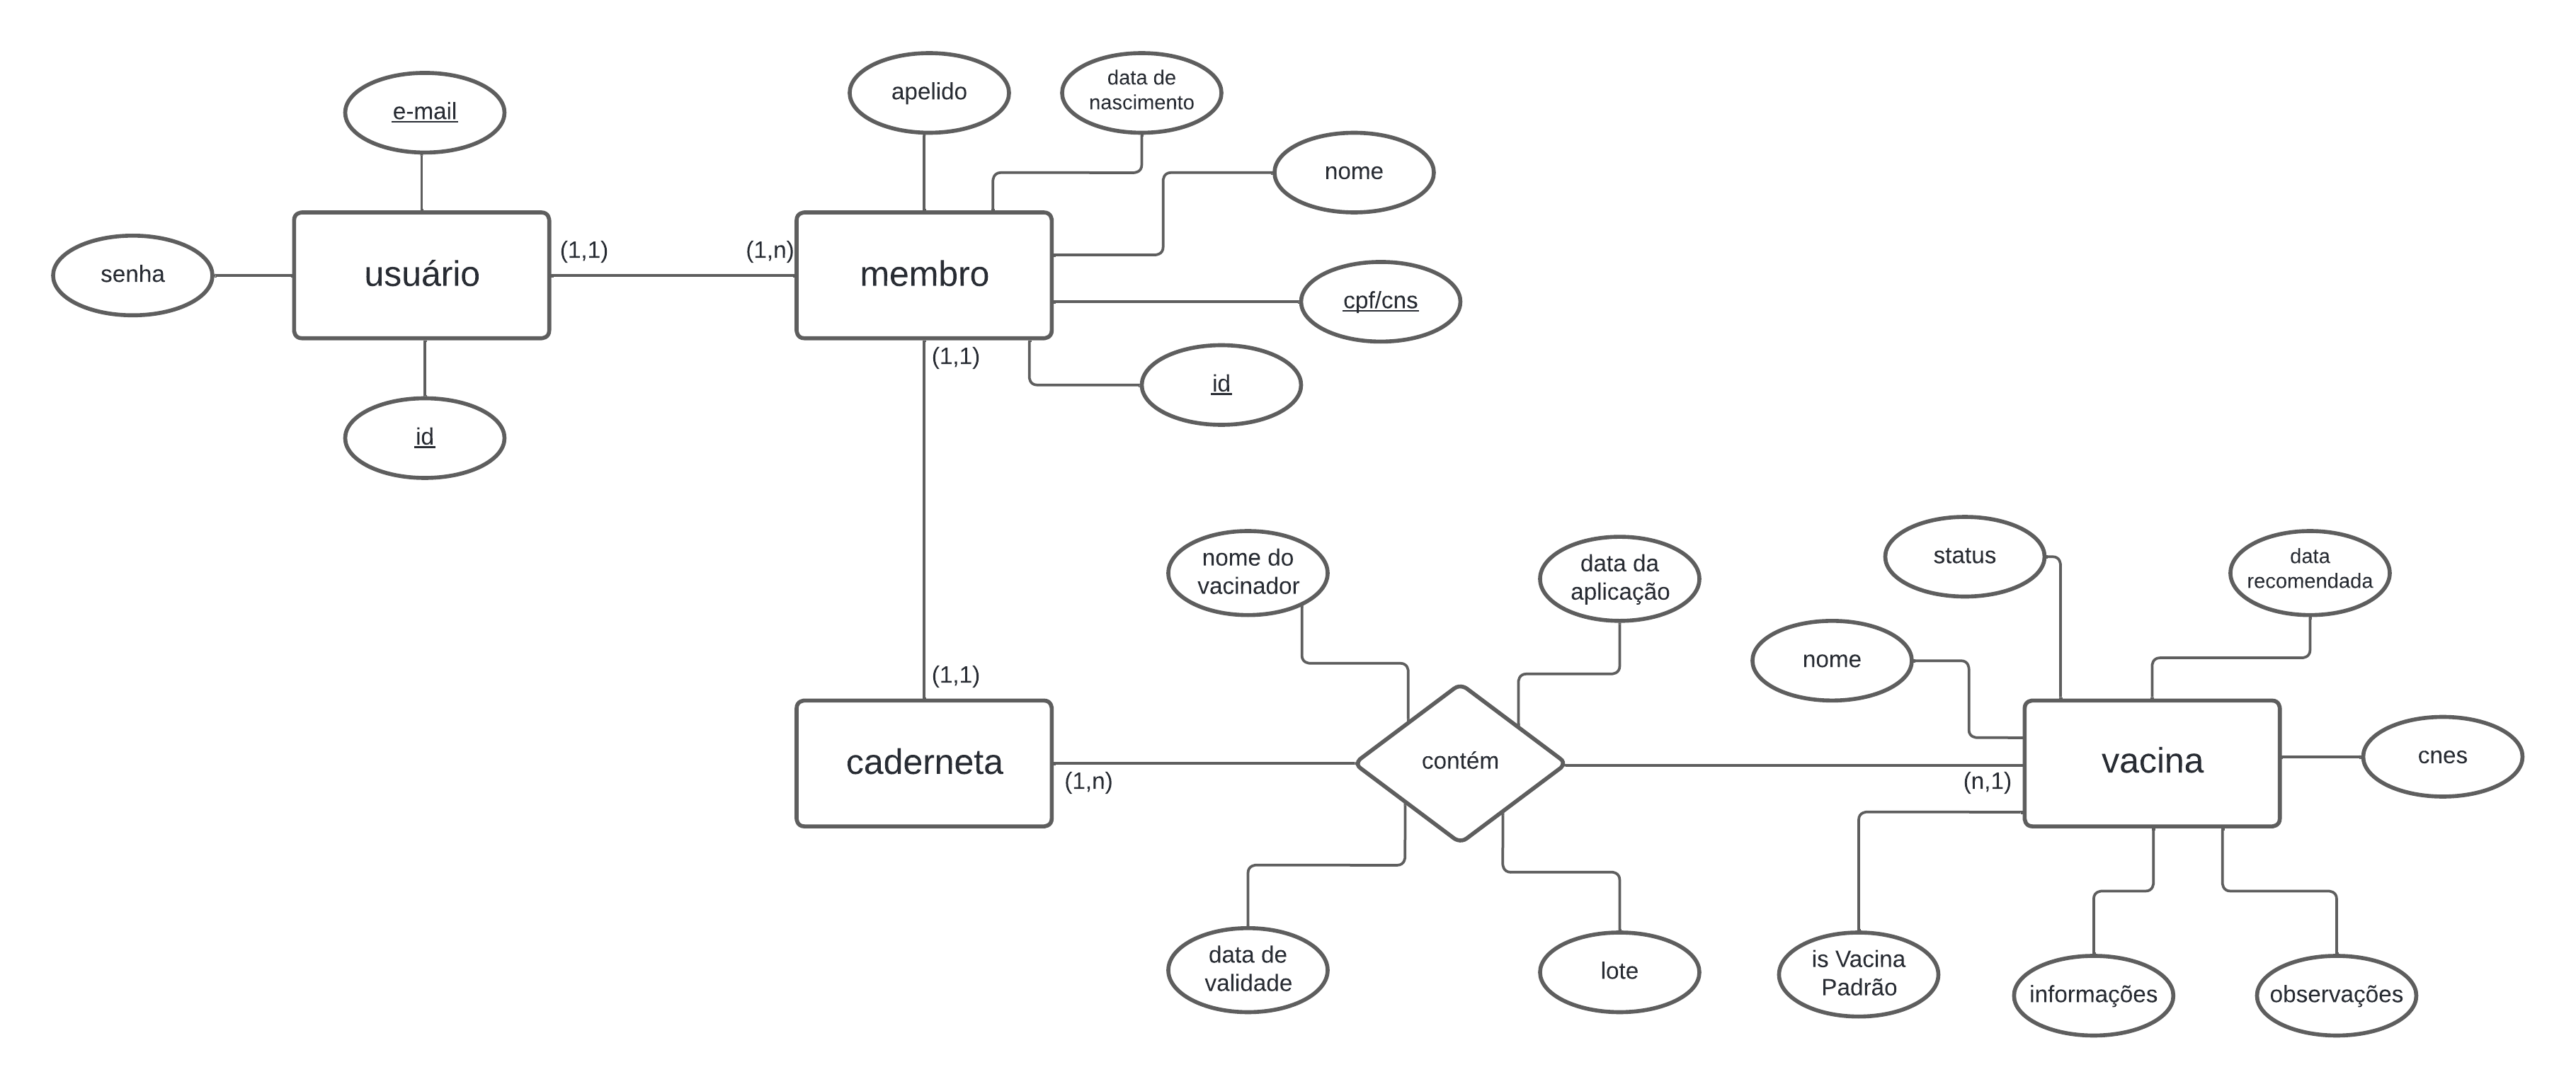 apelido
data de
nascimento
e-mail
nome
(1,1)
(1,n)
senha
usuário
membro
cpf/cns
(1,1)
id
id
nome do
vacinador
data da
aplicação
status
data
recomendada
nome
(1,1)
caderneta
contém
vacina
cnes
(1,n)
(n,1)
data de
validade
lote
is Vacina
Padrão
informações
observações